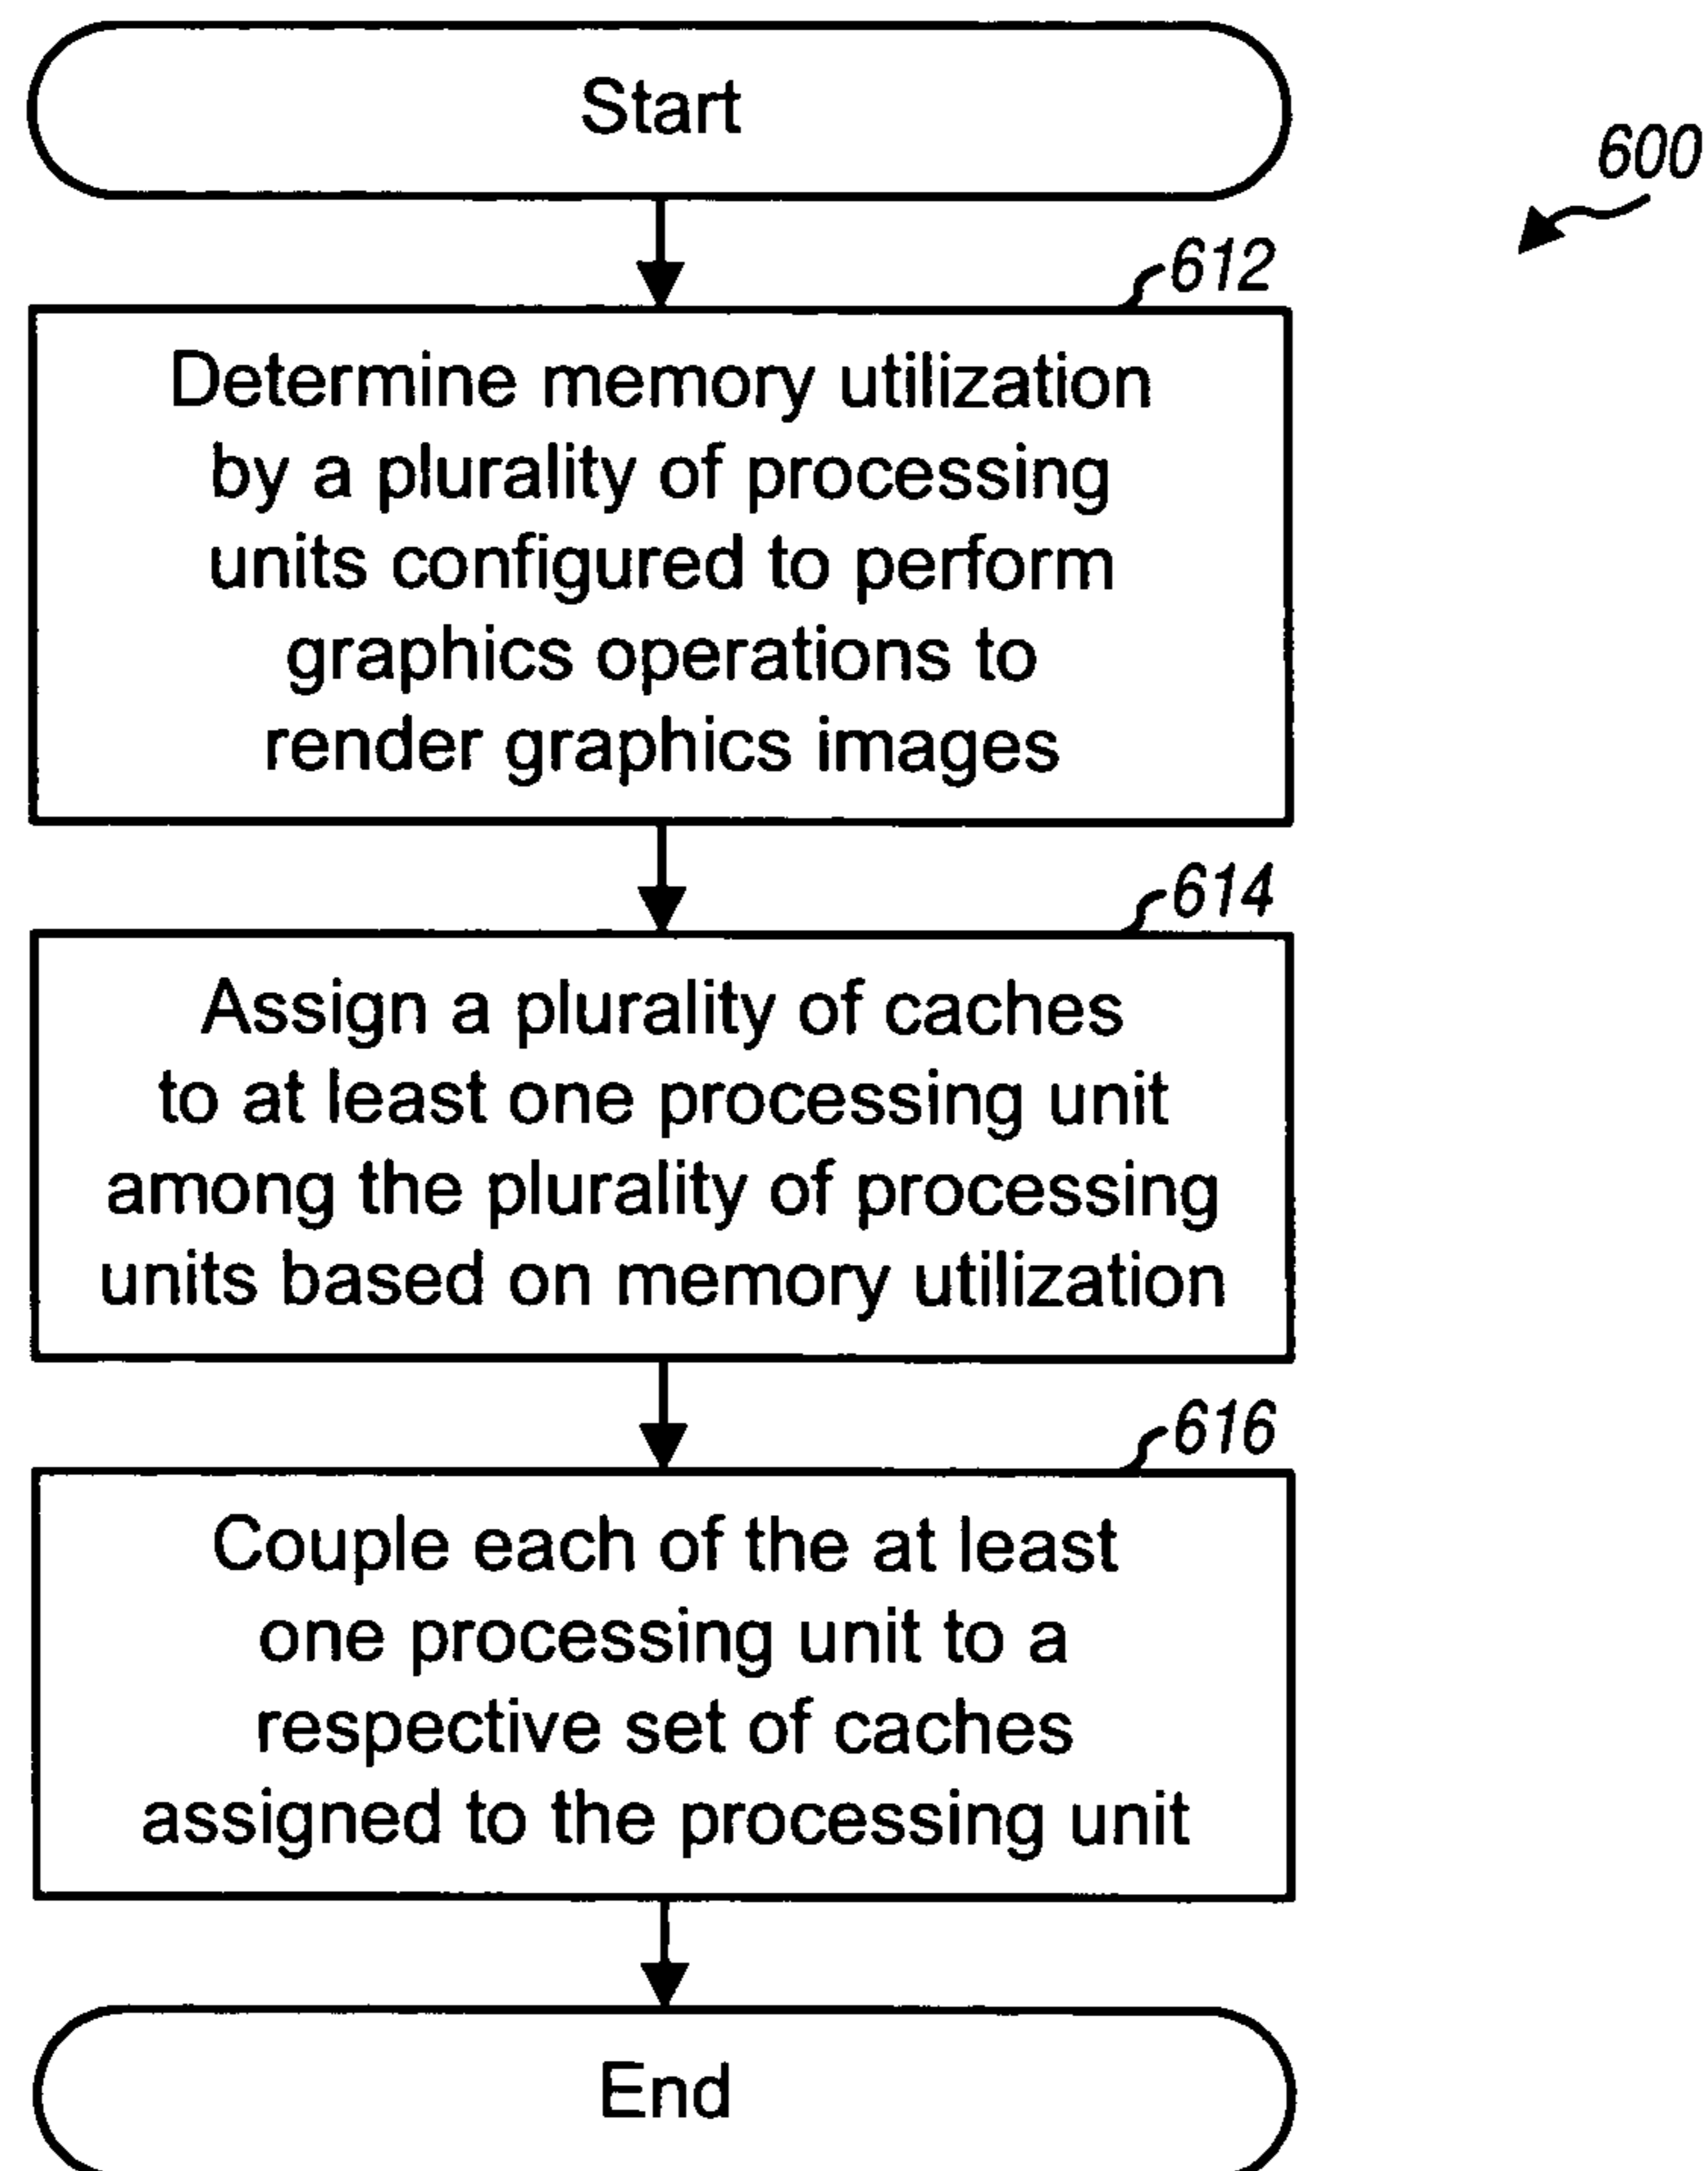 Start
600
612
Determine memory utilization
by a plurality of processing
units configured to perform
graphics operations to
render graphics images
614
Assign a plurality of caches
to at least one processing unit
among the plurality of processing
units based on memory utilization
616
Couple each of the at least
one processing unit to a
respective set of caches
assigned to the processing unit
End